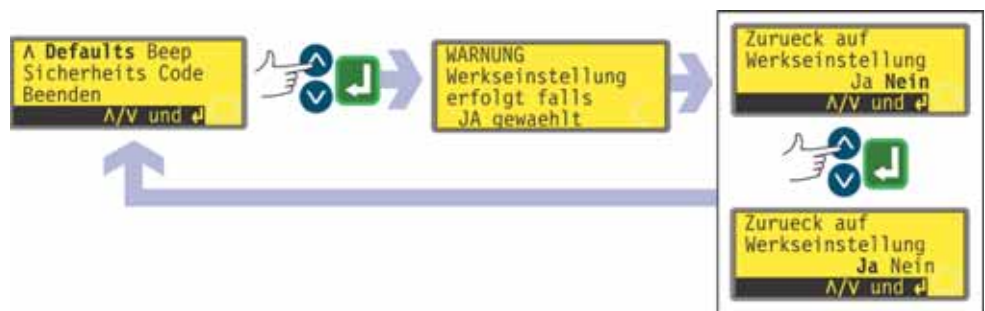 Λ Defaults Beep
Sicherheits Code
Beenden
Λ/V und ↵
WARNUNG
Werkseinstellung
erfolgt falls
JA gewaehlt
Zurueck auf
Werkseinstellung
Ja Nein
Λ/V und ↵
Zurueck auf
Werkseinstellung
Ja Nein
Λ/V und ↵